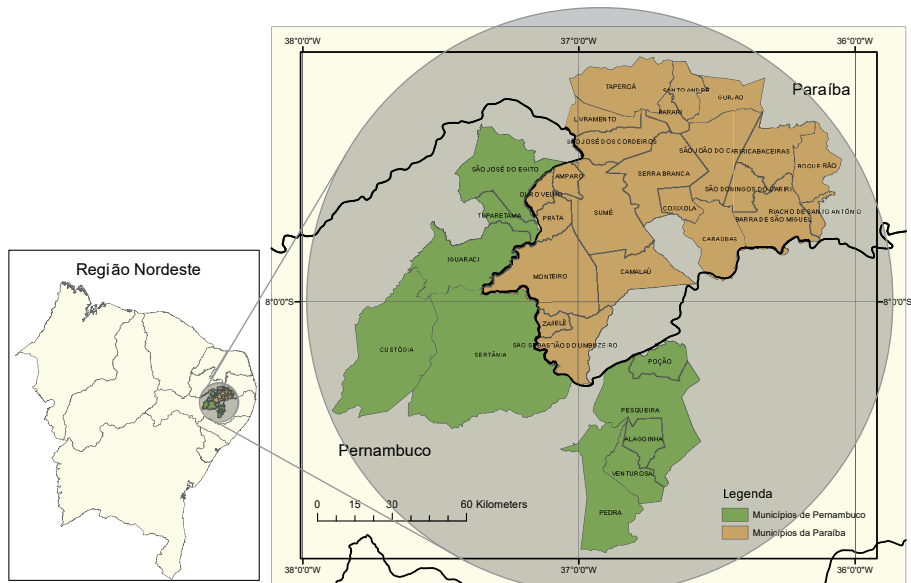 38°0'0"W
37°0'0"W
36°0'0"W
Paraíba
TAPEROÁ
SANTO ANDRÉ
GURJÃO
PARARI
LIVRAMENTO
SÃO JOSÉ DOS CORDEIROS
SÃO JOÃO DO CARIRI
CABACEIRAS
BOQUEIRÃO
SÃO JOSÉ DO EGITO
AMPARO
SERRA BRANCA
OURO VELHO
SÃO DOMINGOS DO CARIRI
TUPARETAMA
PRATA
SUMÉ
COXIXOLA
RIACHO DE SANTO ANTÔNIO
BARRA DE SÃO MIGUEL
CARAÚBAS
IGUARACI
MONTEIRO
CAMALAÚ
Região Nordeste
8°0'0"S
8°0'0"S
ZABELÊ
CUSTÓDIA
SERTÂNIA
SÃO SEBASTIÃO DO UMBUZEIRO
POÇÃO
PESQUEIRA
ALAGOINHA
Pernambuco
VENTUROSA
PEDRA
0 15 30 60 Kilometers
Legenda
Municípios de Pernambuco
Municípios da Paraíba
38°0'0"W
37°0'0"W
36°0'0"W